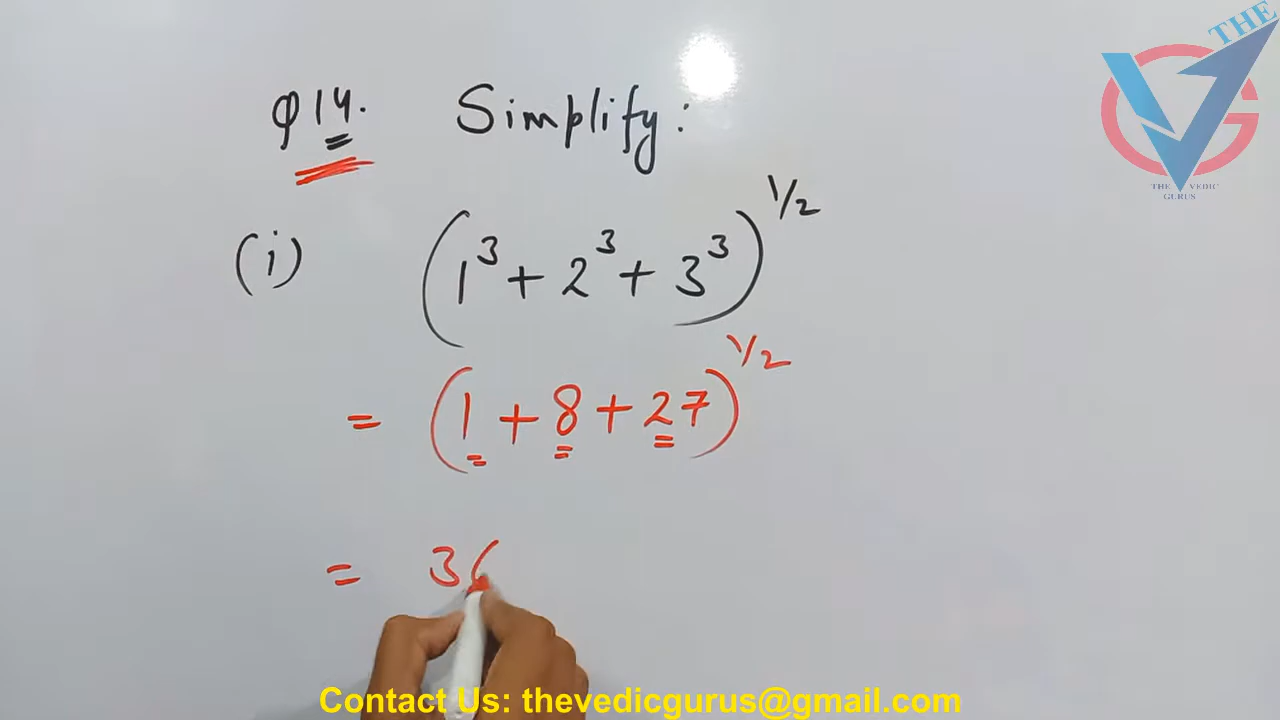 THE
THE VEDIC
GURUS
Q14. Simplify:
(i) (1³ + 2³ + 3³)^1/2
= (1 + 8 + 27)^1/2
= 36
Contact Us: thevedicgurus@gmail.com